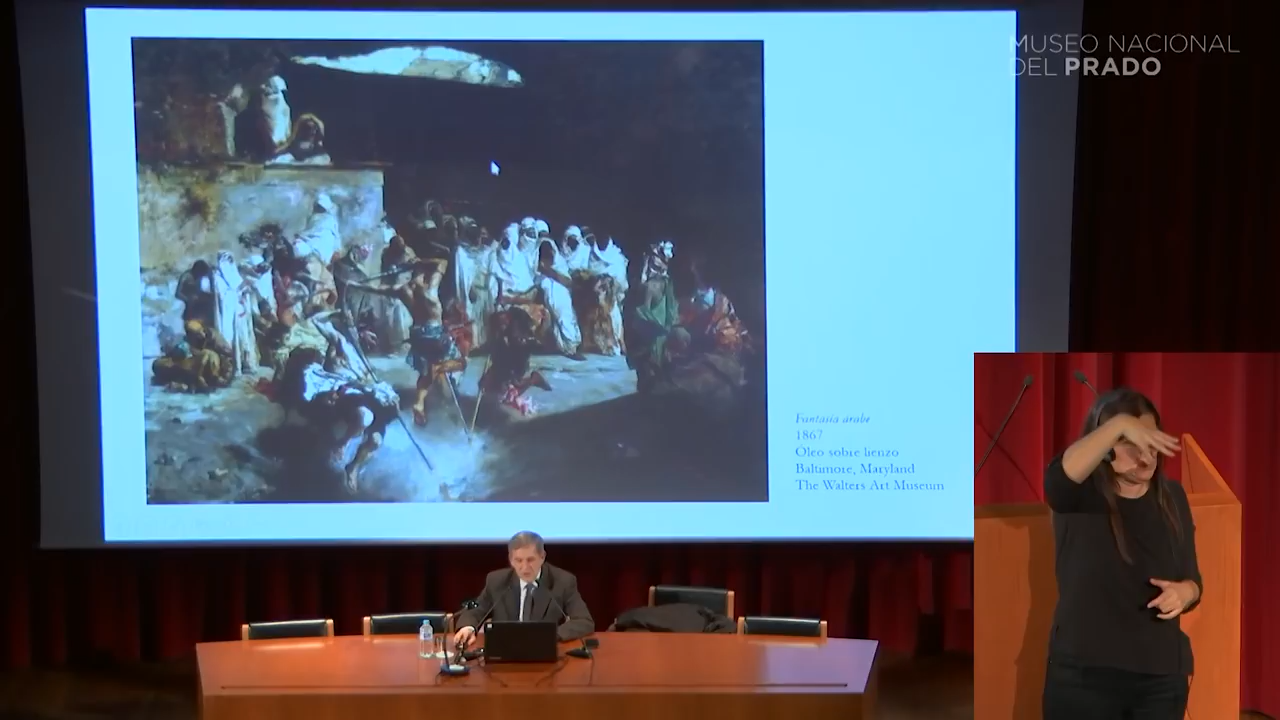 MUSEO NACIONAL
DEL PRADO
Fantasía árabe
1867
Óleo sobre lienzo
Baltimore, Maryland
The Walters Art Museum